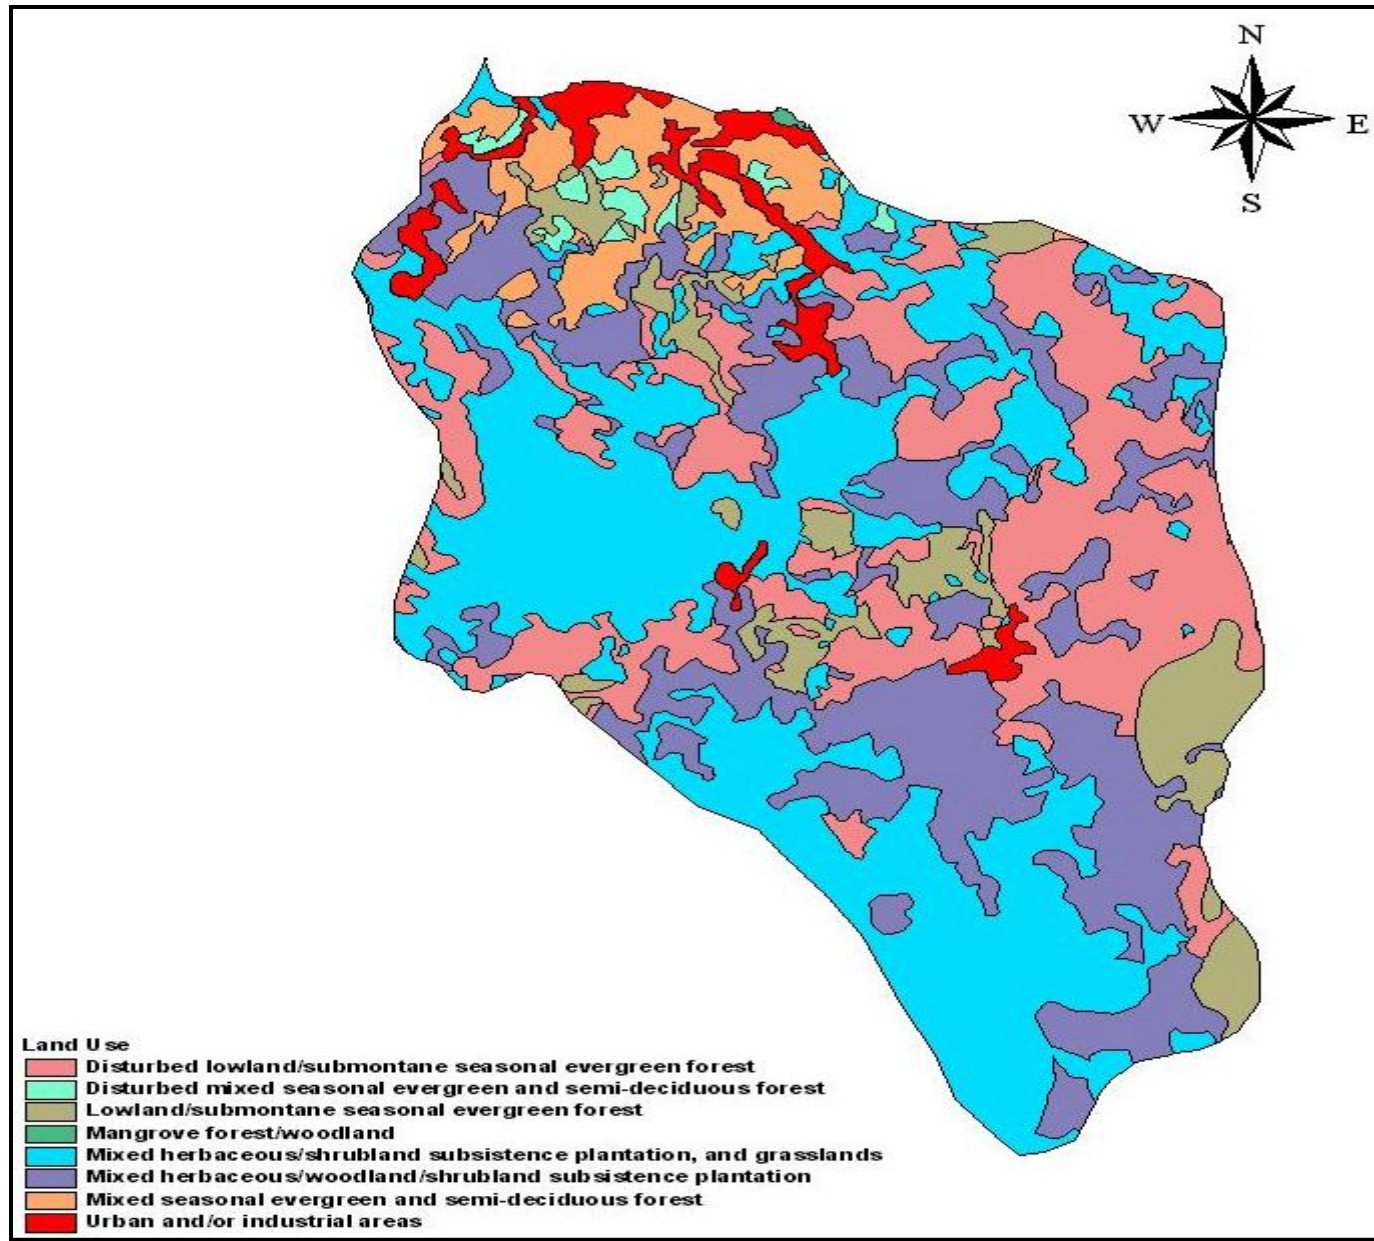 N
W E
S
Land Use
Disturbed lowland/submontane seasonal evergreen forest
Disturbed mixed seasonal evergreen and semi-deciduous forest
Lowland/submontane seasonal evergreen forest
Mangrove forest/woodland
Mixed herbaceous/shrubland subsistence plantation, and grasslands
Mixed herbaceous/woodland/shrubland subsistence plantation
Mixed seasonal evergreen and semi-deciduous forest
Urban and/or industrial areas